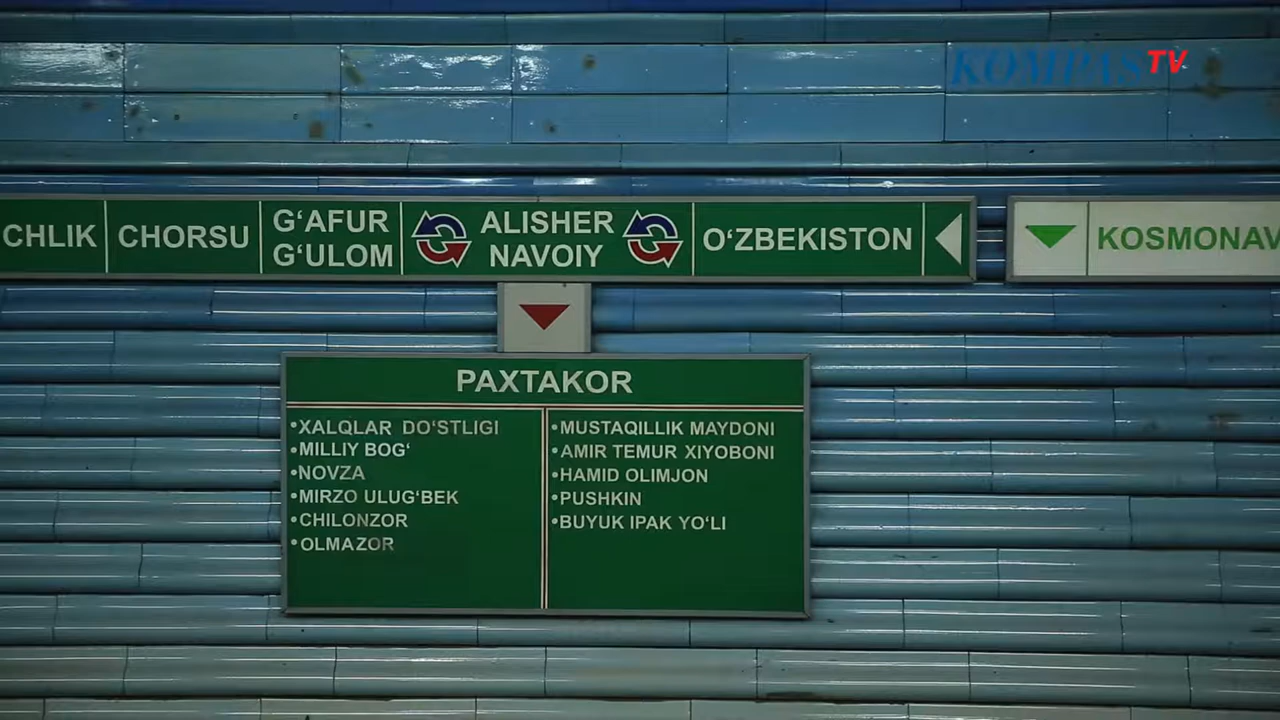 KOMPASTV
CHLIK
CHORSU
G‘AFUR
G‘ULOM
ALISHER
NAVOIY
O‘ZBEKISTON
KOSMONAV
PAXTAKOR
•XALQLAR DO‘STLIGI
•MILLIY BOG‘
•NOVZA
•MIRZO ULUG‘BEK
•CHILONZOR
•OLMAZOR
•MUSTAQILLIK MAYDONI
•AMIR TEMUR XIYOBONI
•HAMID OLIMJON
•PUSHKIN
•BUYUK IPAK YO‘LI